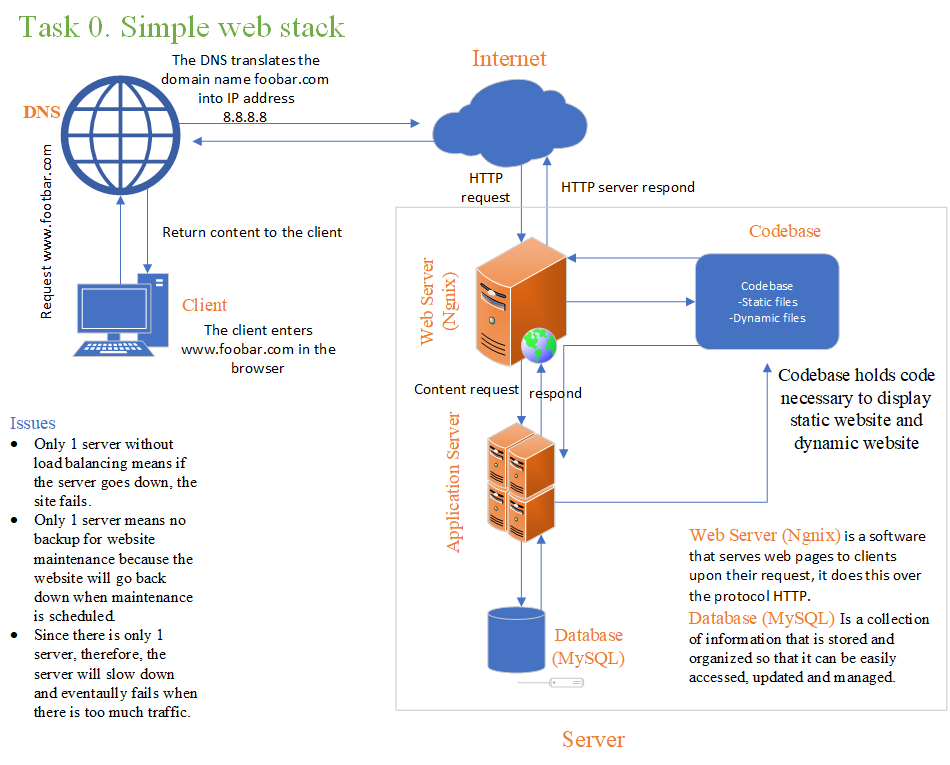 Task 0. Simple web stack
The DNS translates the
domain name foobar.com
into IP address
8.8.8.8
Internet
DNS
Request www.footbar.com
Return content to the client
Client
The client enters
www.foobar.com in the
browser
HTTP
request
HTTP server respond
Web Server
(Ngnix)
Codebase
Codebase
-Static files
-Dynamic files
Content request
respond
Codebase holds code
necessary to display
static website and
dynamic website
Application Server
Issues
• Only 1 server without
load balancing means if
the server goes down, the
site fails.
• Only 1 server means no
backup for website
maintenance because the
website will go back
down when maintenance
is scheduled.
• Since there is only 1
server, therefore, the
server will slow down
and eventaully fails when
there is too much traffic.
Database
(MySQL)
Web Server (Ngnix) is a software
that serves web pages to clients
upon their request, it does this over
the protocol HTTP.
Database (MySQL) Is a collection
of information that is stored and
organized so that it can be easily
accessed, updated and managed.
Server